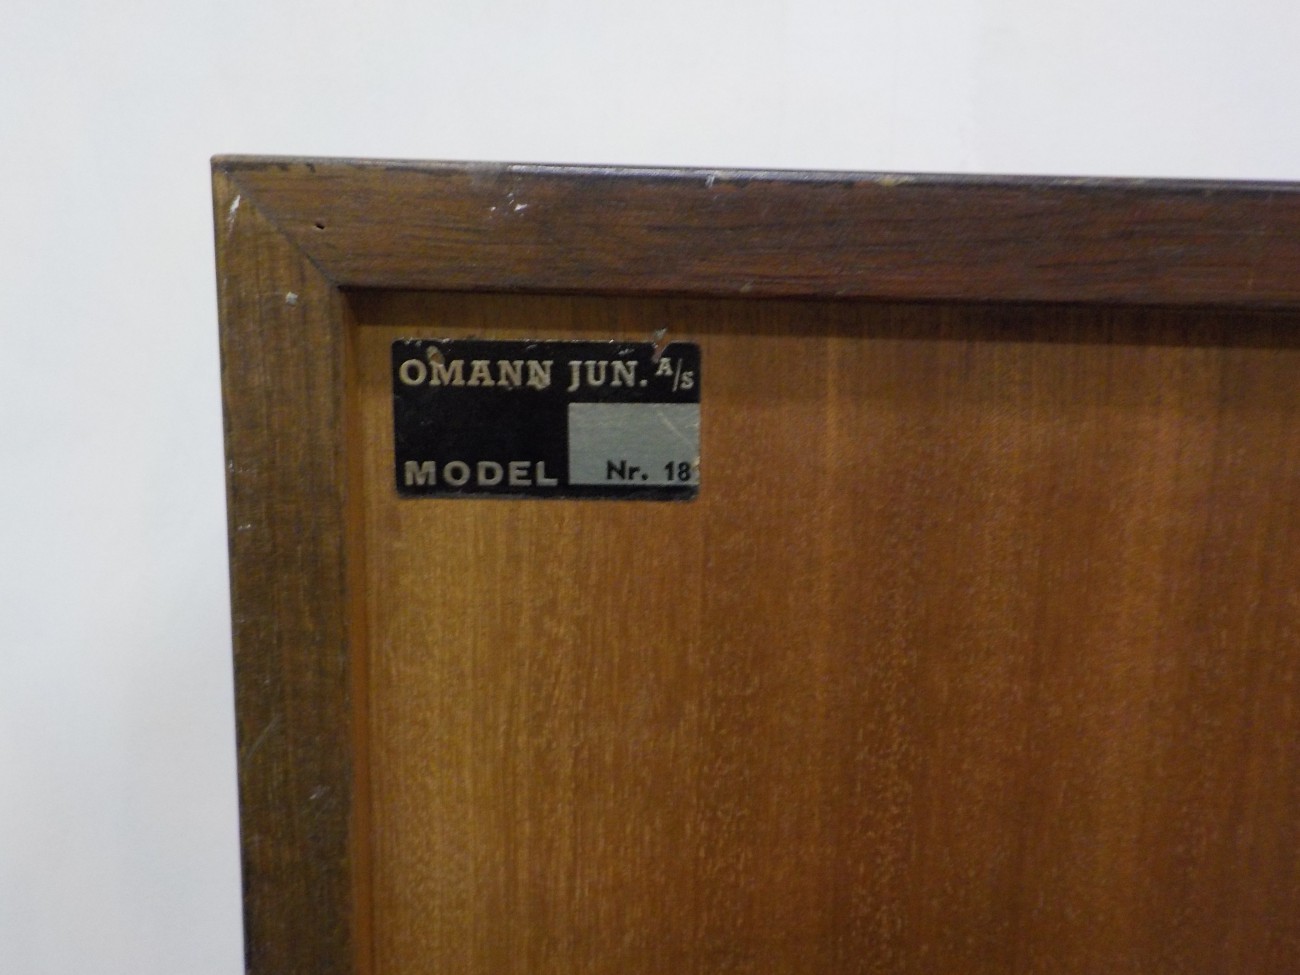 OMANN JUN. A/S
MODEL Nr. 18